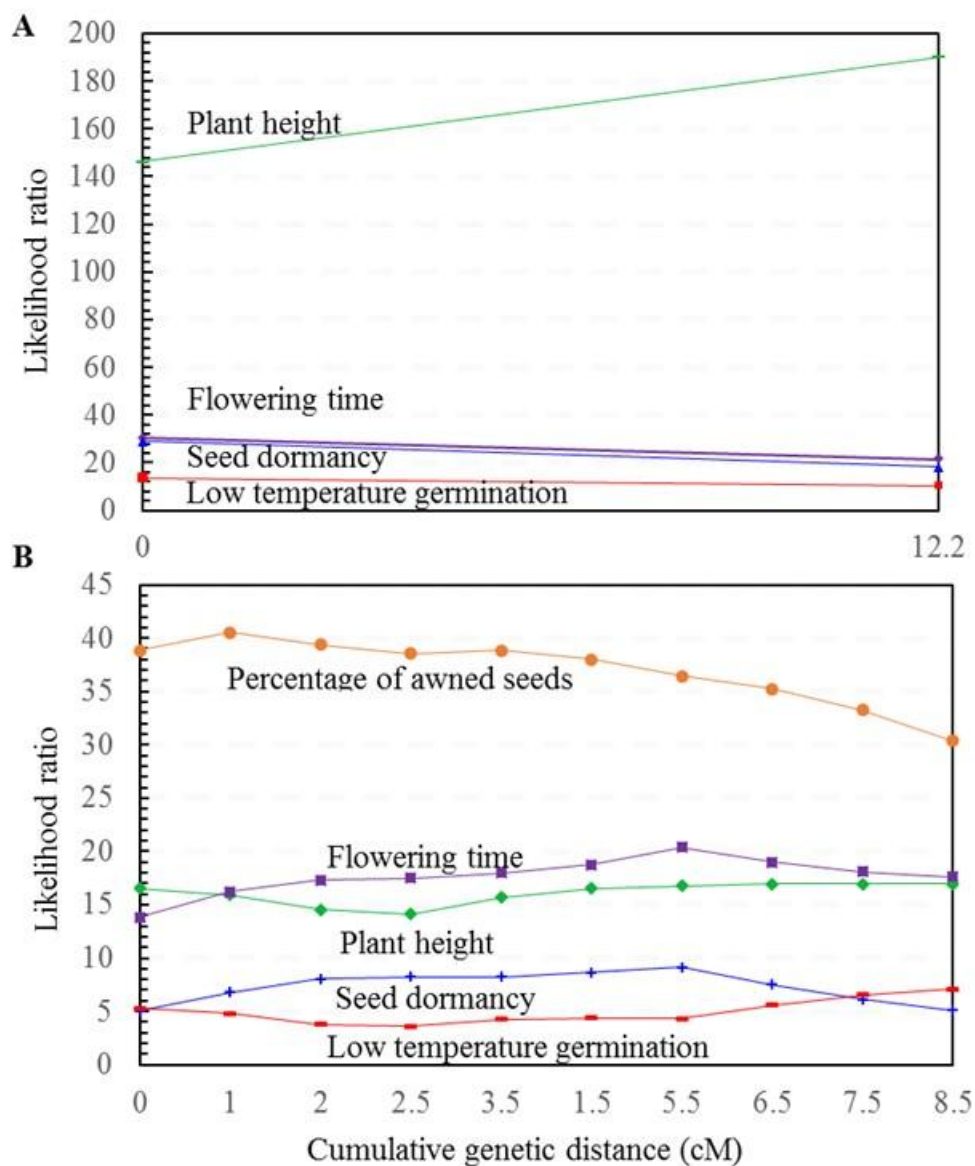 A
200
180
160
140
120
100
80
60
40
20
0
Likelihood ratio
Plant height
Flowering time
Seed dormancy
Low temperature germination
0 12.2
B
45
40
35
30
25
20
15
10
5
0
Likelihood ratio
Percentage of awned seeds
Flowering time
Plant height
Seed dormancy
Low temperature germination
0 1 2 2.5 3.5 1.5 5.5 6.5 7.5 8.5
Cumulative genetic distance (cM)